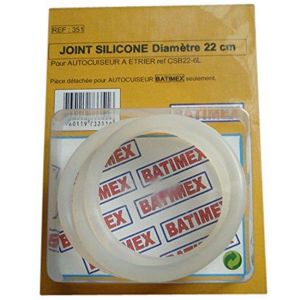 REF : 351
JOINT SILICONE Diamètre 22 cm
Pour AUTOCUISEUR A ETRIER ref CSB22-6L
Pièce détachée pour AUTOCUISEUR BATIMEX seulement.
BATIMEX
BATIMEX
BATIMEX
BATIMEX